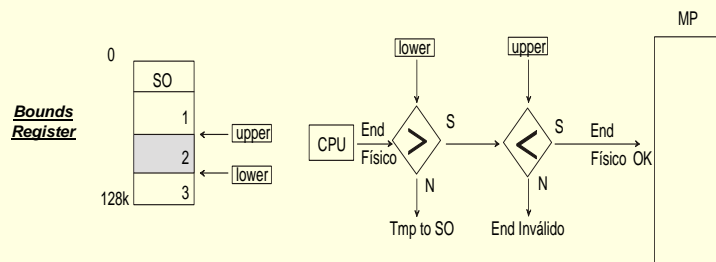 MP
0
lower
upper
SO
Bounds
Register
1
upper
End
S
S
End
CPU
>
<
2
Físico
Físico OK
lower
N
N
128k
3
Tmp to SO
End Inválido